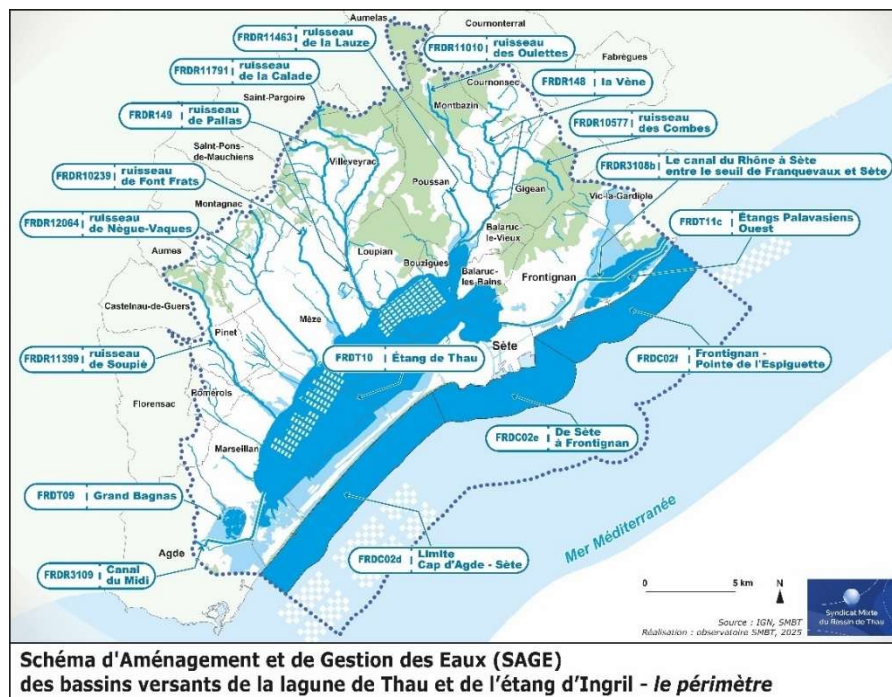 Aumelas
Cournonterral
FRDR11463 ruisseau
de la Lauze
FRDR11010 ruisseau
des Oulettes
Fabrègues
FRDR11791 ruisseau
de la Calade
Cournonsec
FRDR148 la Vène
Saint-Pargoire
Montbazin
FRDR149 ruisseau
de Pallas
FRDR10577 ruisseau
des Combes
Saint-Pons-
de-Mauchiens
Villeveyrac
FRDR3108b Le canal du Rhône à Sète
entre le seuil de Franquevaux et Sète
FRDR10239 ruisseau
de Font Frats
Poussan
Gigean
Vic-la-Gardiole
Montagnac
FRDR12064 ruisseau
de Nègue-Vaques
FRDT11c Étangs Palavasiens
Ouest
Balaruc-
le-Vieux
Loupian
Aumes
Bouzigues
Balaruc-
les-Bains
Frontignan
Castelnau-de-Guers
Mèze
Pinet
Sète
FRDR11399 ruisseau
de Soupié
FRDT10 Étang de Thau
FRDC02f Frontignan -
Pointe de l'Espiguette
Pomérols
Florensac
FRDC02e De Sète
à Frontignan
Marseillan
FRDT09 Grand Bagnas
Mer Méditerranée
Agde
FRDC02d Limite
Cap d'Agde - Sète
FRDR3109 Canal
du Midi
0 5 km N
Syndicat Mixte
du Bassin de Thau
Source : IGN, SMBT
Réalisation : observatoire SMBT, 2025
Schéma d'Aménagement et de Gestion des Eaux (SAGE)
des bassins versants de la lagune de Thau et de l'étang d'Ingril - le périmètre